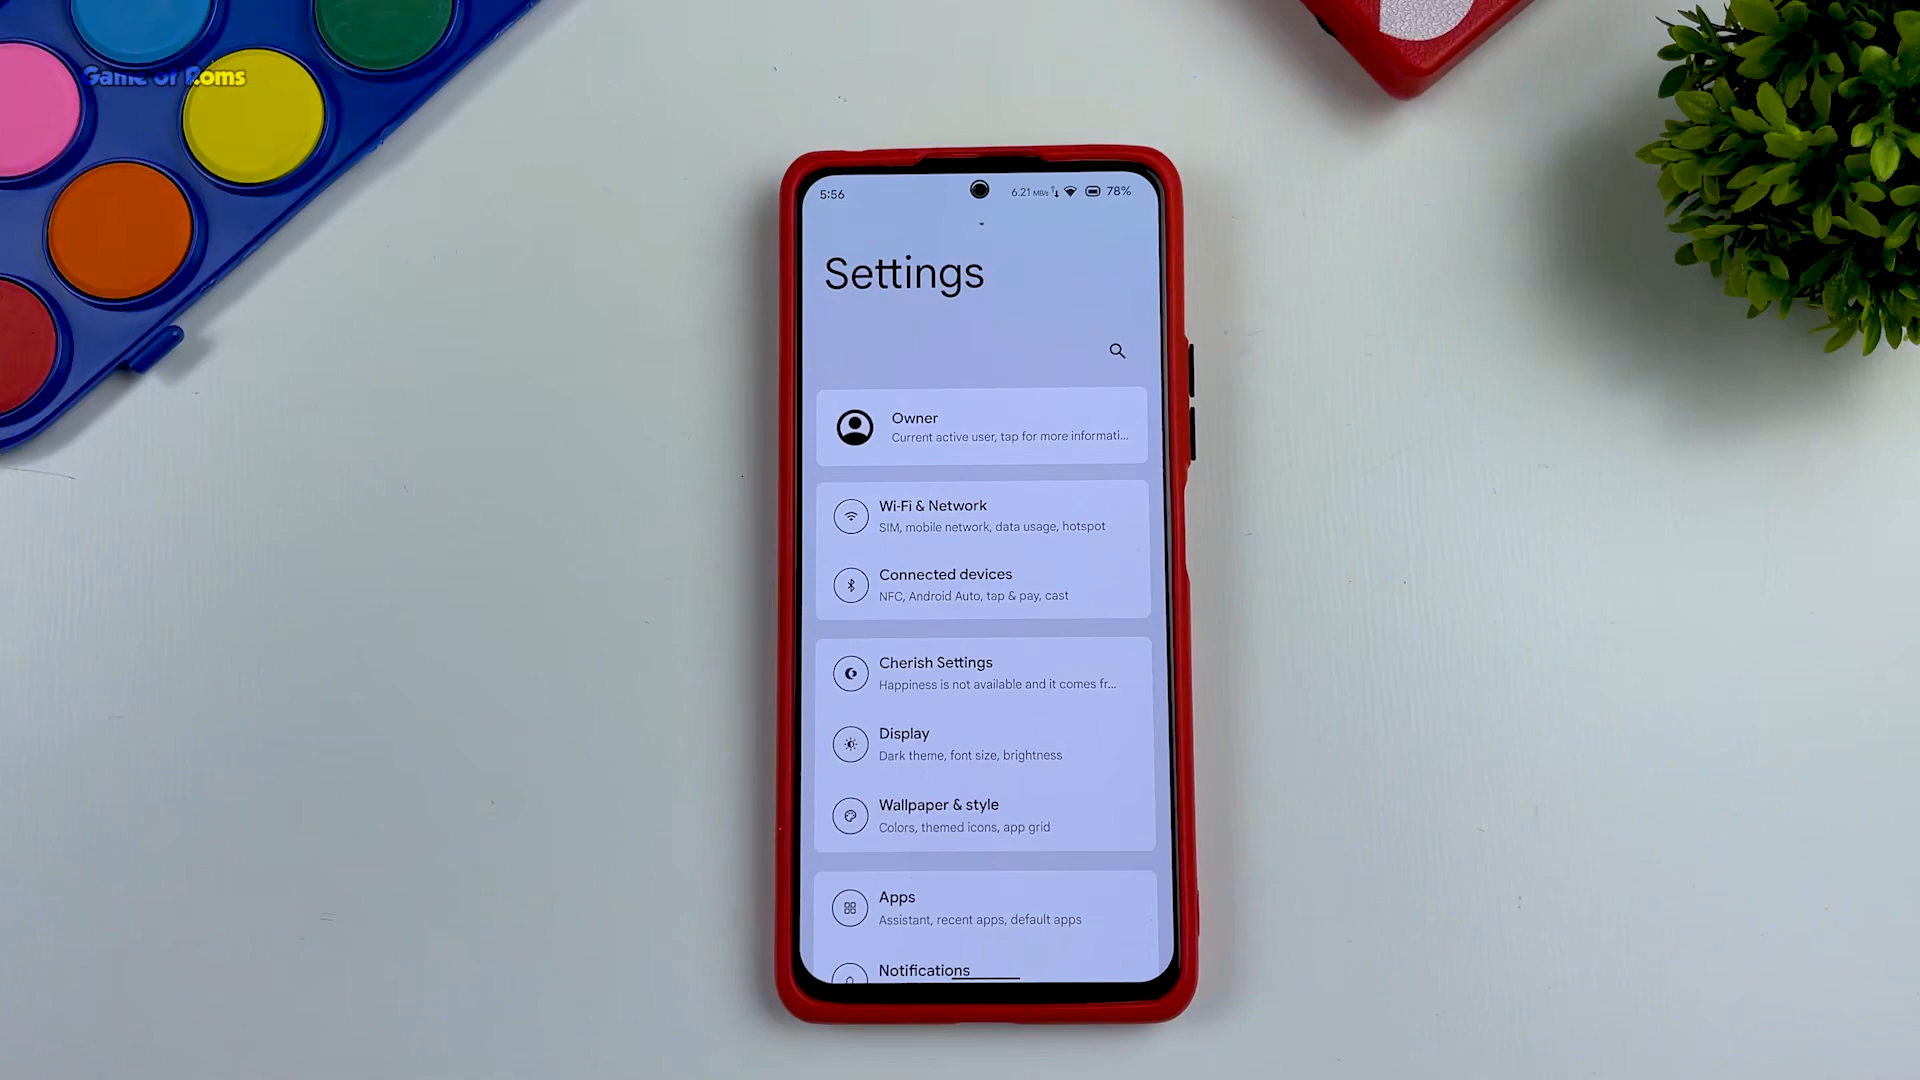 Game of Roms
5:56
6.21 MB/s
78%
Settings
Owner
Current active user, tap for more informati...
Wi-Fi & Network
SIM, mobile network, data usage, hotspot
Connected devices
NFC, Android Auto, tap & pay, cast
Cherish Settings
Happiness is not available and it comes fr...
Display
Dark theme, font size, brightness
Wallpaper & style
Colors, themed icons, app grid
Apps
Assistant, recent apps, default apps
Notifications